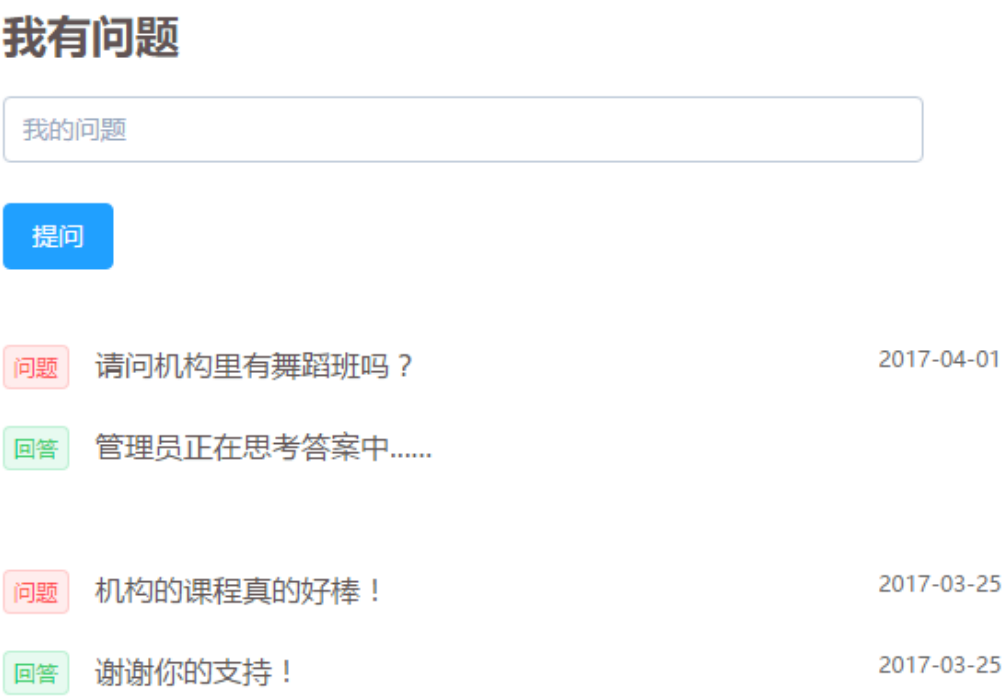 我有问题
我的问题
提问
问题 请问机构里有舞蹈班吗？ 2017-04-01
回答 管理员正在思考答案中......
问题 机构的课程真的好棒！ 2017-03-25
回答 谢谢你的支持！ 2017-03-25